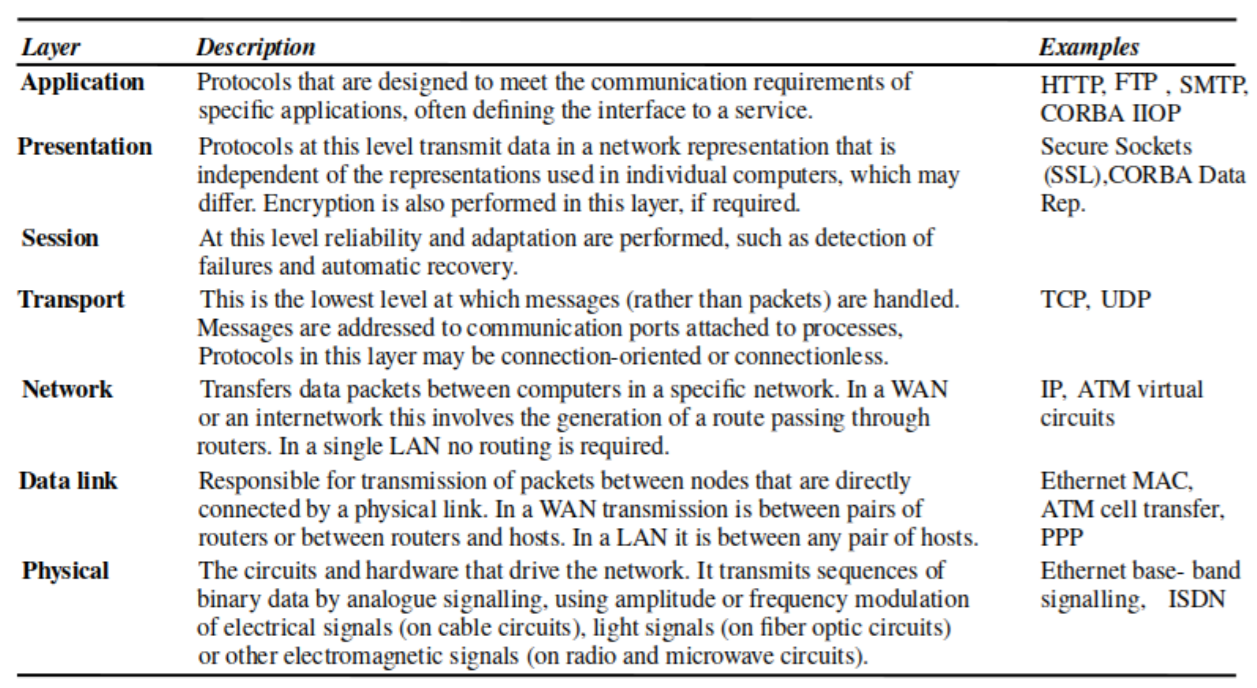 Layer Description Examples
Application Protocols that are designed to meet the communication requirements of HTTP, FTP , SMTP,
specific applications, often defining the interface to a service. CORBA IIOP
Presentation Protocols at this level transmit data in a network representation that is Secure Sockets
independent of the representations used in individual computers, which may (SSL),CORBA Data
differ. Encryption is also performed in this layer, if required. Rep.
Session At this level reliability and adaptation are performed, such as detection of
failures and automatic recovery.
Transport This is the lowest level at which messages (rather than packets) are handled. TCP, UDP
Messages are addressed to communication ports attached to processes,
Protocols in this layer may be connection-oriented or connectionless.
Network Transfers data packets between computers in a specific network. In a WAN IP, ATM virtual
or an internetwork this involves the generation of a route passing through circuits
routers. In a single LAN no routing is required.
Data link Responsible for transmission of packets between nodes that are directly Ethernet MAC,
connected by a physical link. In a WAN transmission is between pairs of ATM cell transfer,
routers or between routers and hosts. In a LAN it is between any pair of hosts. PPP
Physical The circuits and hardware that drive the network. It transmits sequences of Ethernet base- band
binary data by analogue signalling, using amplitude or frequency modulation signalling, ISDN
of electrical signals (on cable circuits), light signals (on fiber optic circuits)
or other electromagnetic signals (on radio and microwave circuits).